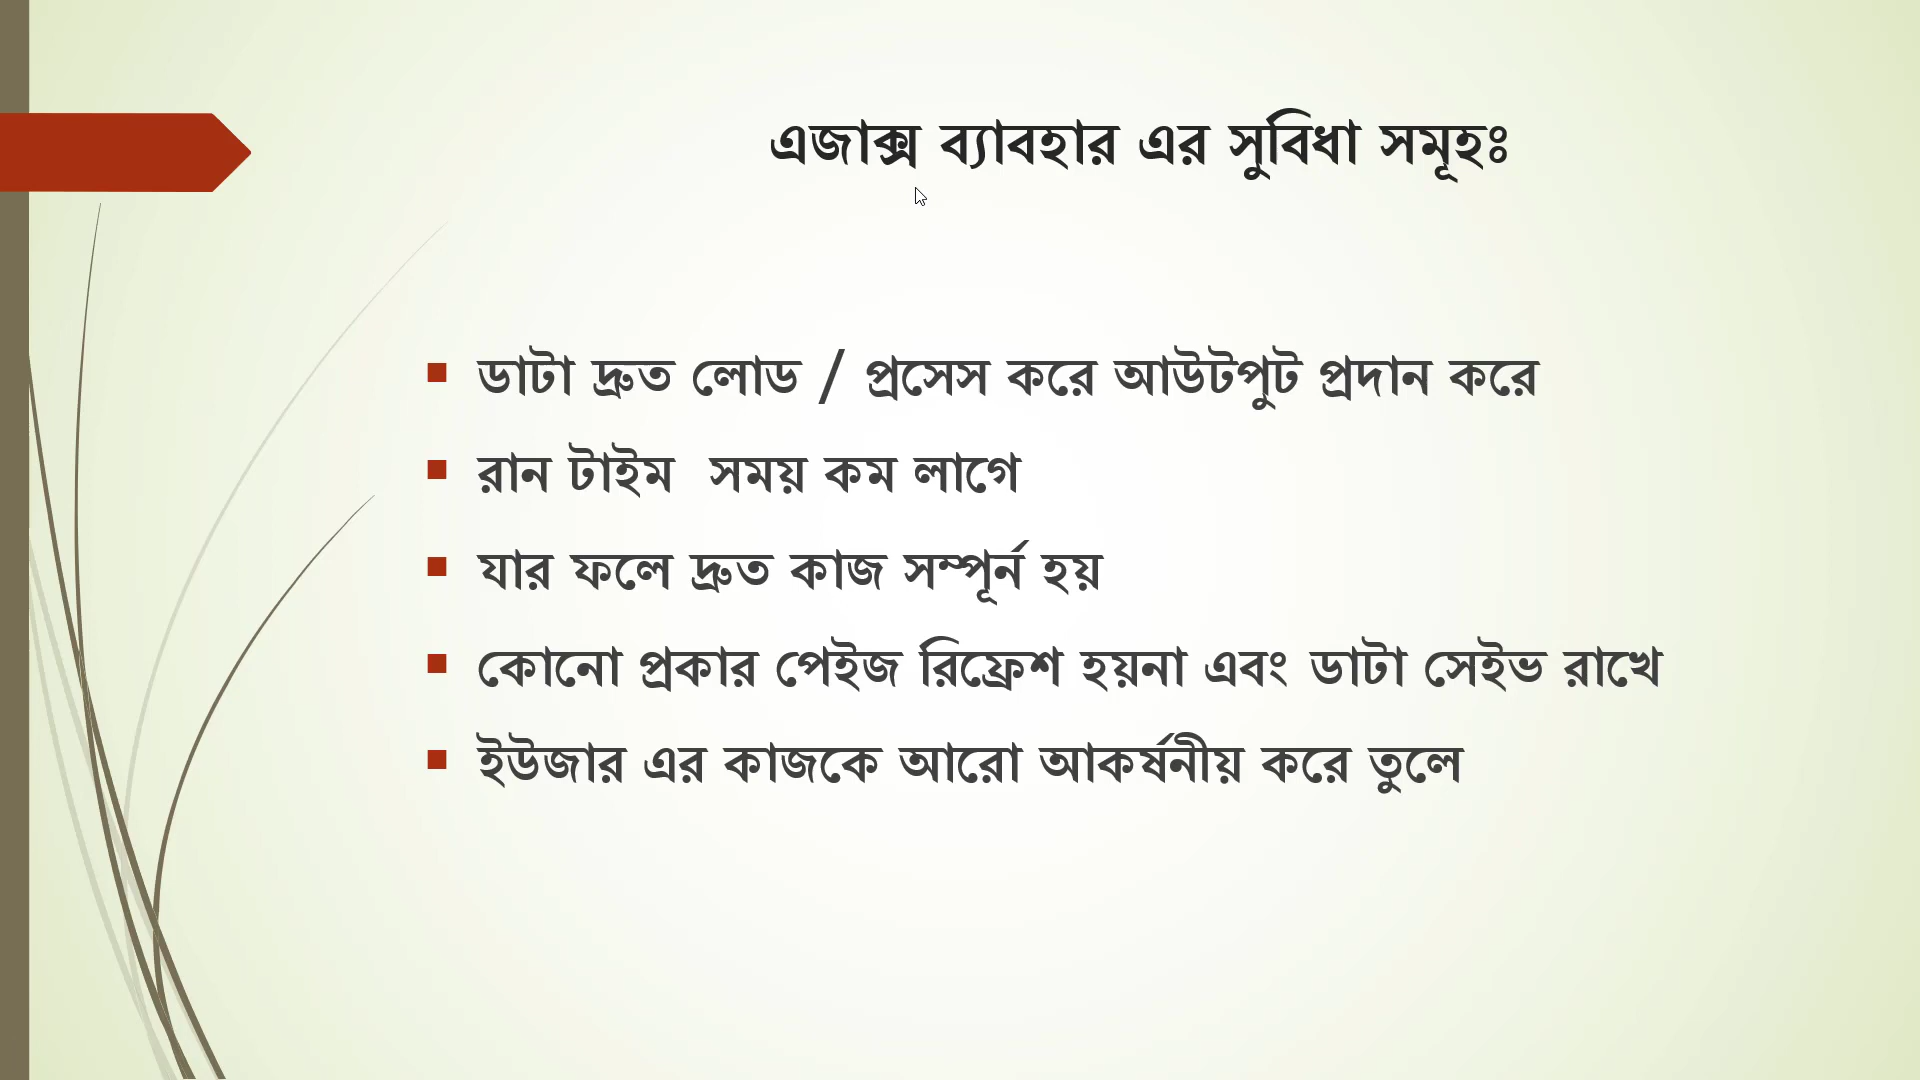 এজাক্স ব্যাবহার এর সুবিধা সমূহঃ
ডাটা দ্রুত লোড / প্রসেস করে আউটপুট প্রদান করে
রান টাইম  সময় কম লাগে
যার ফলে দ্রুত কাজ সম্পূর্ন হয়
কোনো প্রকার পেইজ রিফ্রেশ হয়না এবং ডাটা সেইভ রাখে
ইউজার এর কাজকে আরো আকর্ষনীয় করে তুলে